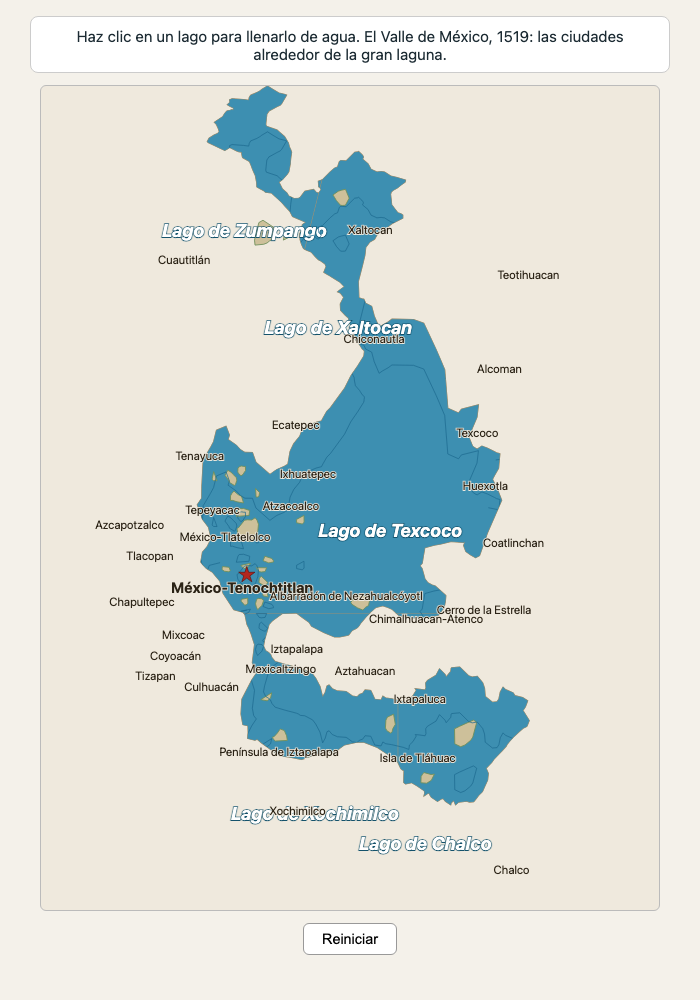 Haz clic en un lago para llenarlo de agua. El Valle de México, 1519: las ciudades
alrededor de la gran laguna.
Lago de Zumpango
Xaltocan
Cuautitlán
Teotihuacan
Lago de Xaltocan
Chiconautla
Alcoman
Ecatepec
Texcoco
Tenayuca
Ixhuatepec
Huexotla
Tepeyacac
Atzacoalco
Azcapotzalco
Lago de Texcoco
México-Tlatelolco
Coatlinchan
Tlacopan
México-Tenochtitlan
Albarradón de Nezahualcóyotl
Chapultepec
Cerro de la Estrella
Chimalhuacan-Atenco
Mixcoac
Iztapalapa
Coyoacán
Mexicaltzingo
Aztahuacan
Tizapan
Culhuacán
Ixtapaluca
Península de Iztapalapa
Isla de Tláhuac
Xochimilco
Lago de Xochimilco
Lago de Chalco
Chalco
Reiniciar